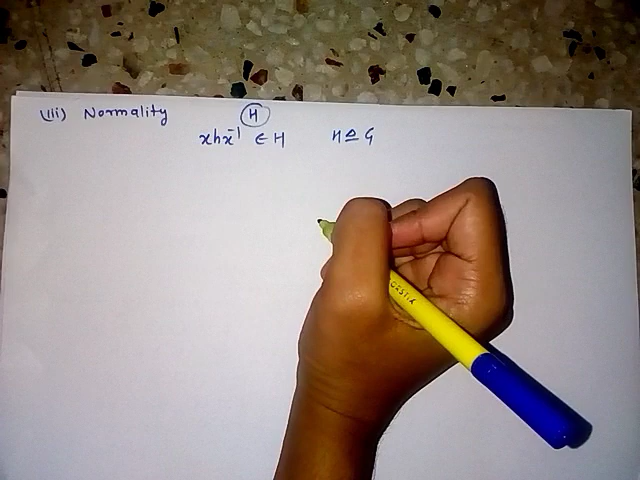 (iii) Normality H
xhx⁻¹ ∈ H H ⊴ G